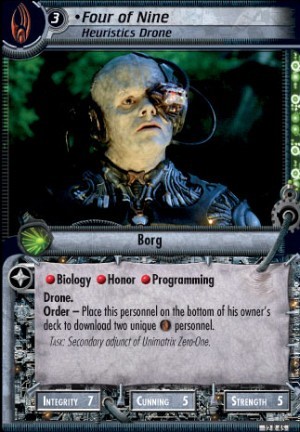 3
•Four of Nine
Heuristics Drone
Borg
Biology Honor Programming
Drone.
Order – Place this personnel on the bottom of his owner's
deck to download two unique personnel.
Task: Secondary adjunct of Unimatrix Zero-One.
Integrity 7 Cunning 5 Strength 5